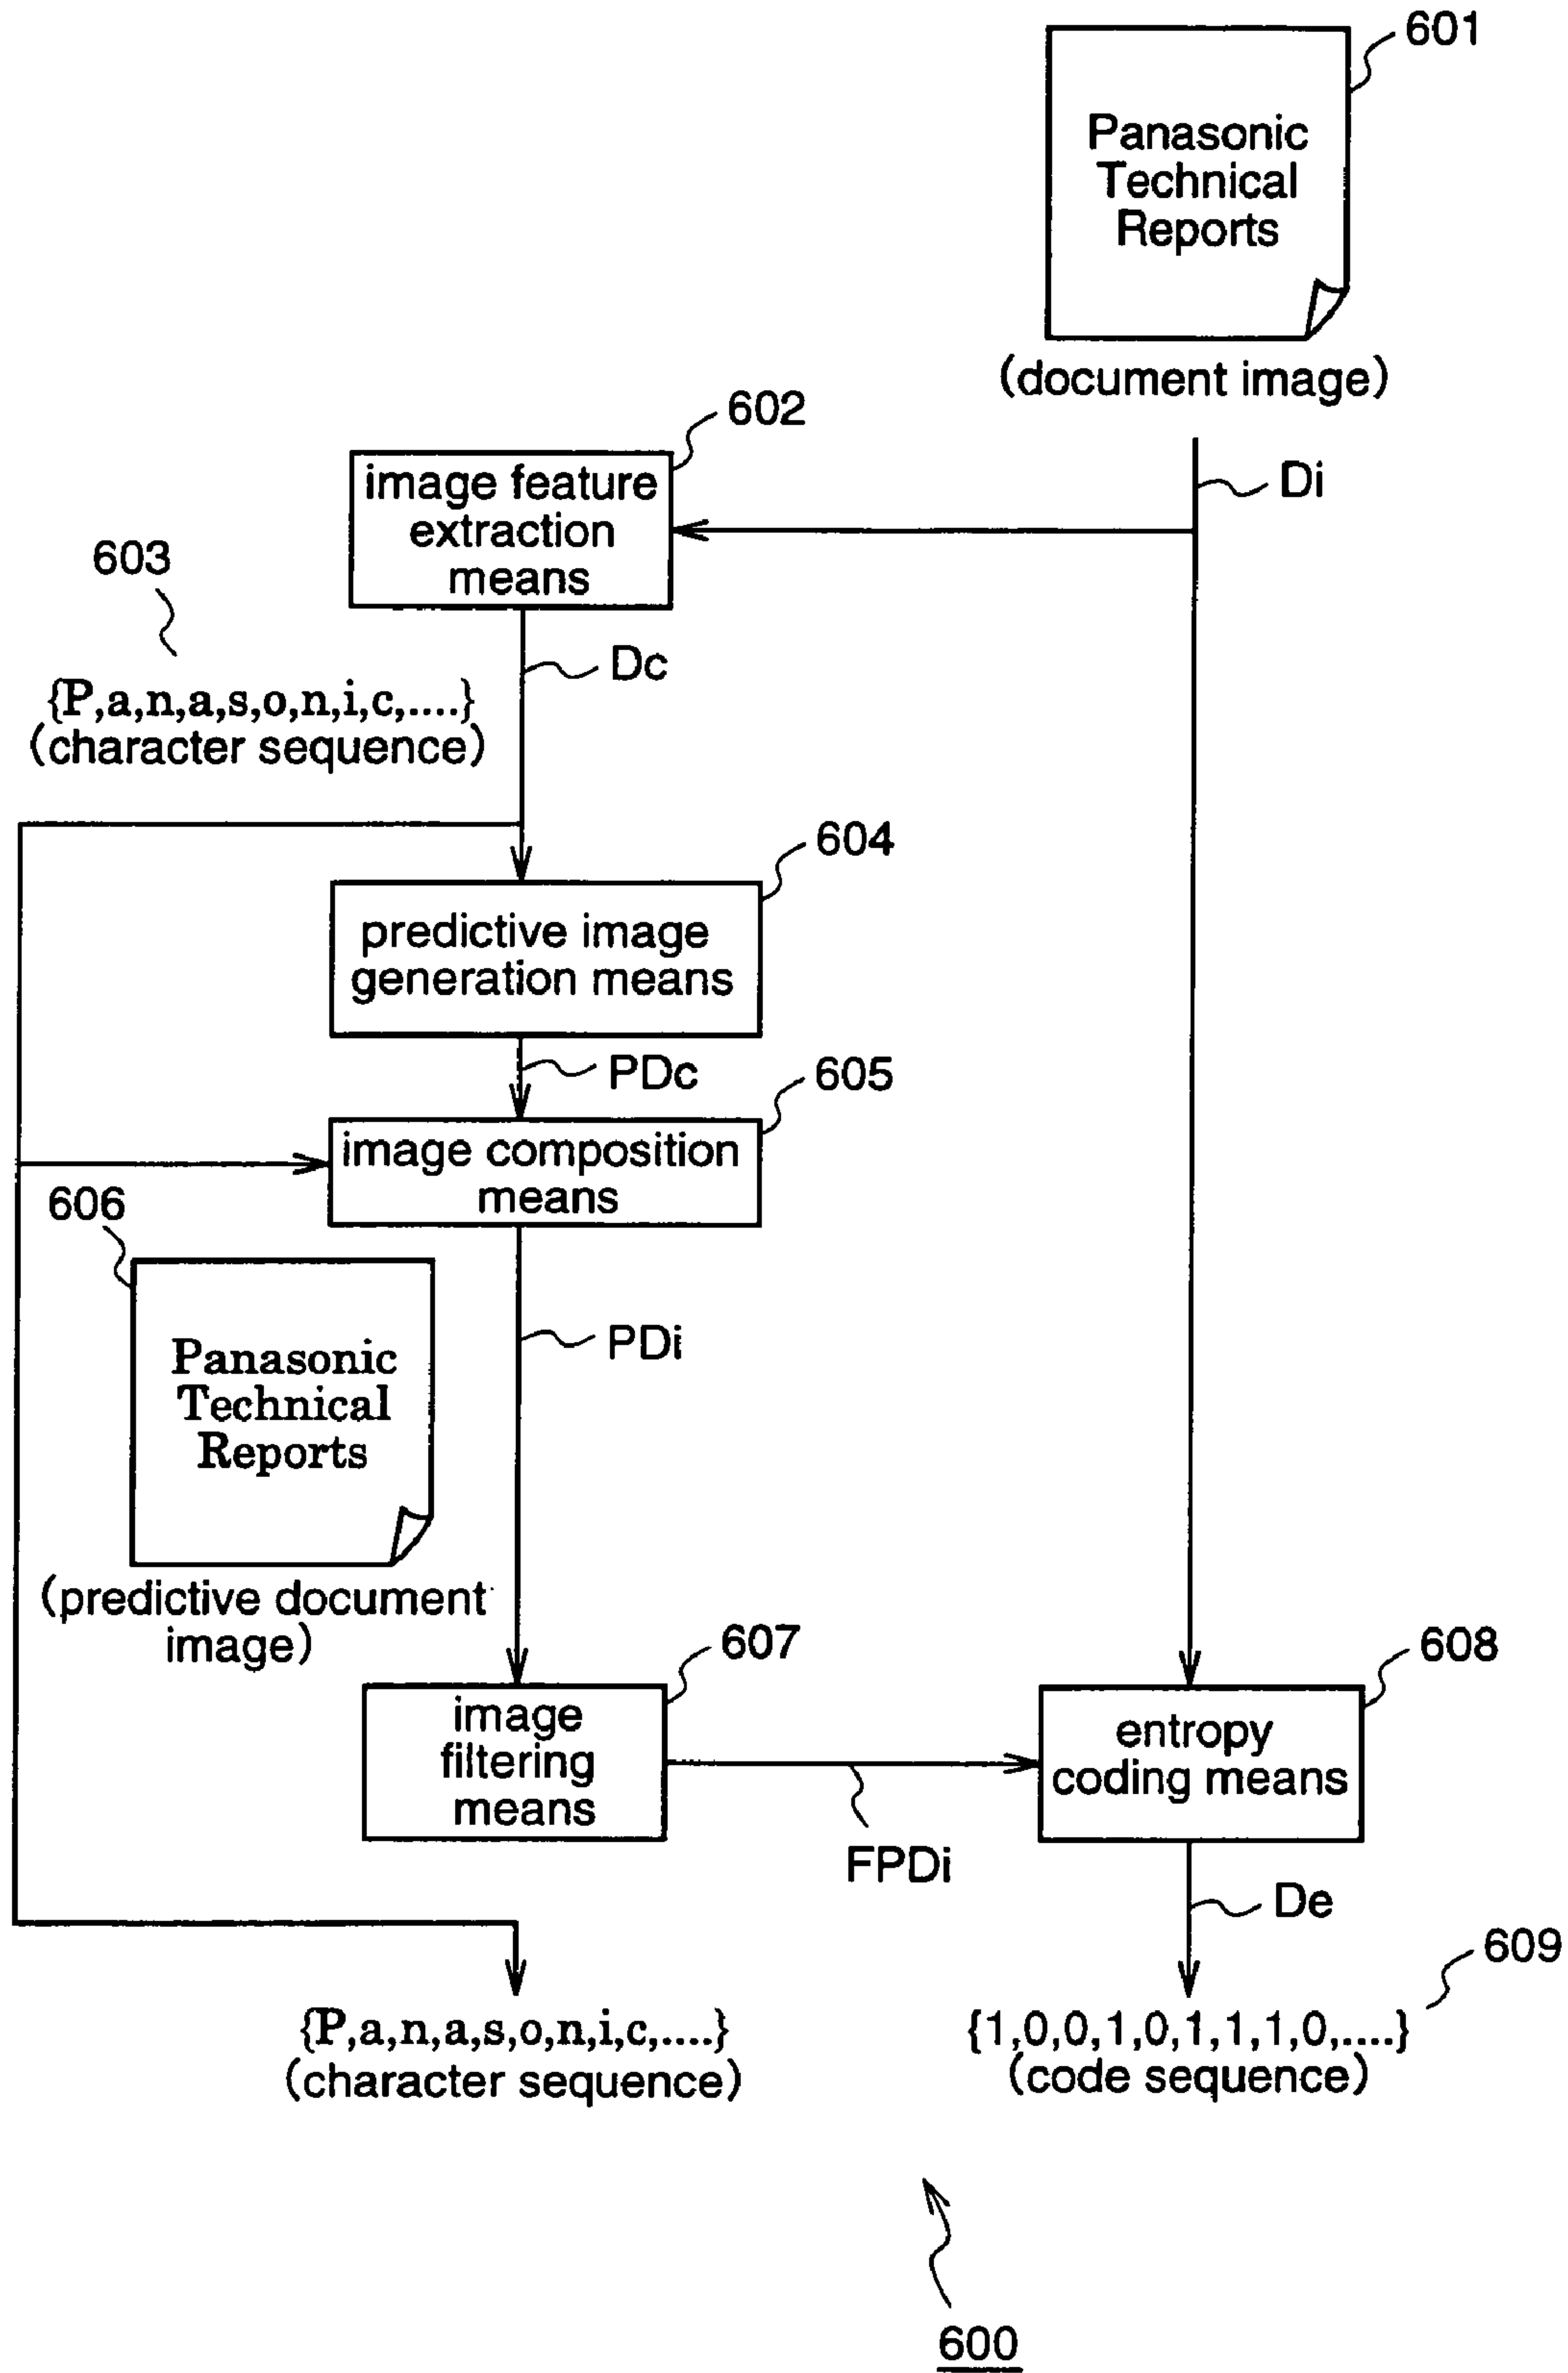 601
Panasonic
Technical
Reports
(document image)
602
Di
image feature
extraction
means
603
Dc
{P,a,n,a,s,o,n,i,c,....}
(character sequence)
604
predictive image
generation means
PDc
605
image composition
means
606
PDi
Panasonic
Technical
Reports
(predictive document
image)
607
608
image
filtering
means
entropy
coding means
FPDi
De
609
{P,a,n,a,s,o,n,i,c,....}
(character sequence)
{1,0,0,1,0,1,1,1,0,.....}
(code sequence)
600